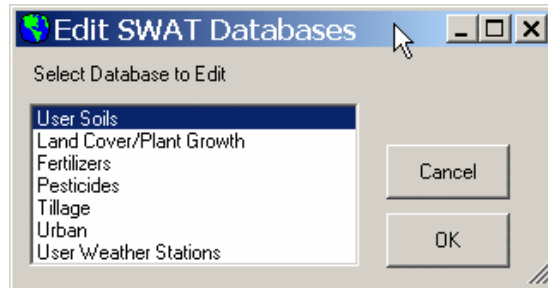 Edit SWAT Databases
Select Database to Edit
User Soils
Land Cover/Plant Growth
Fertilizers
Pesticides
Tillage
Urban
User Weather Stations
Cancel
OK